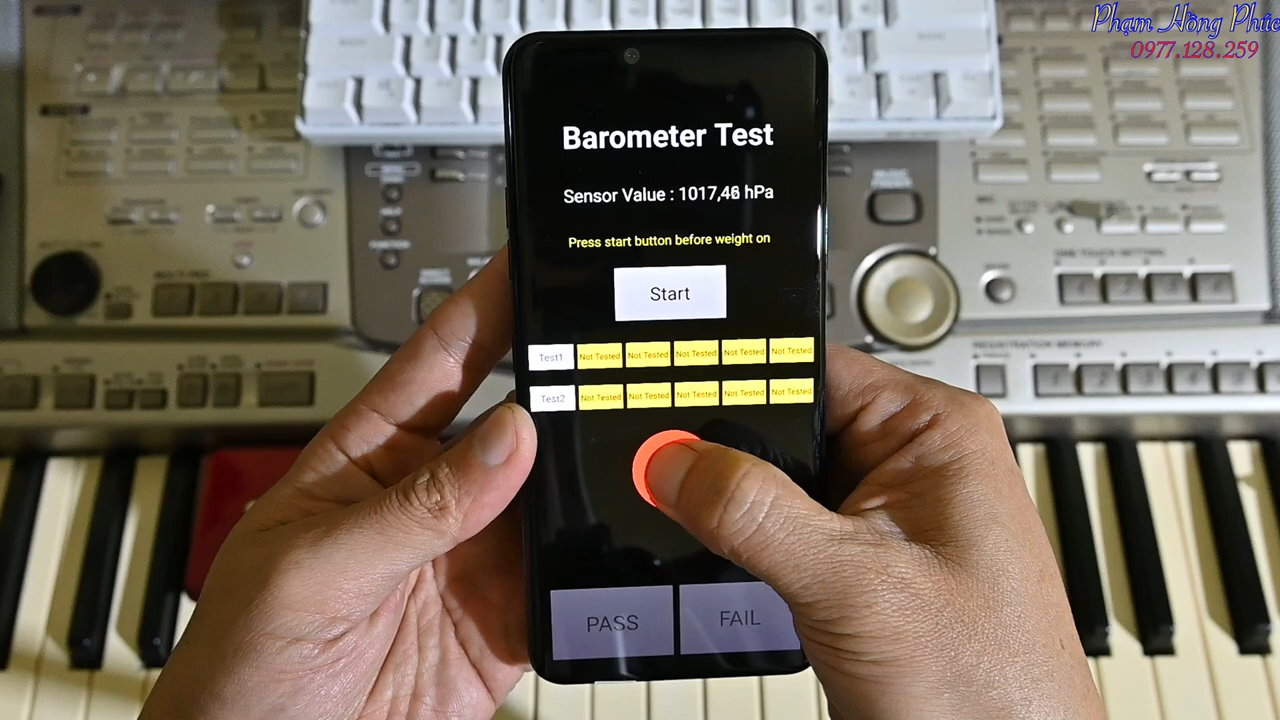 Phạm Hồng Phúc
0977.128.259
Barometer Test
Sensor Value : 1017,46 hPa
Press start button before weight on
Start
Test1 Not Tested Not Tested Not Tested Not Tested Not Tested
Test2 Not Tested Not Tested Not Tested Not Tested Not Tested
PASS FAIL
REGISTRATION MEMORY